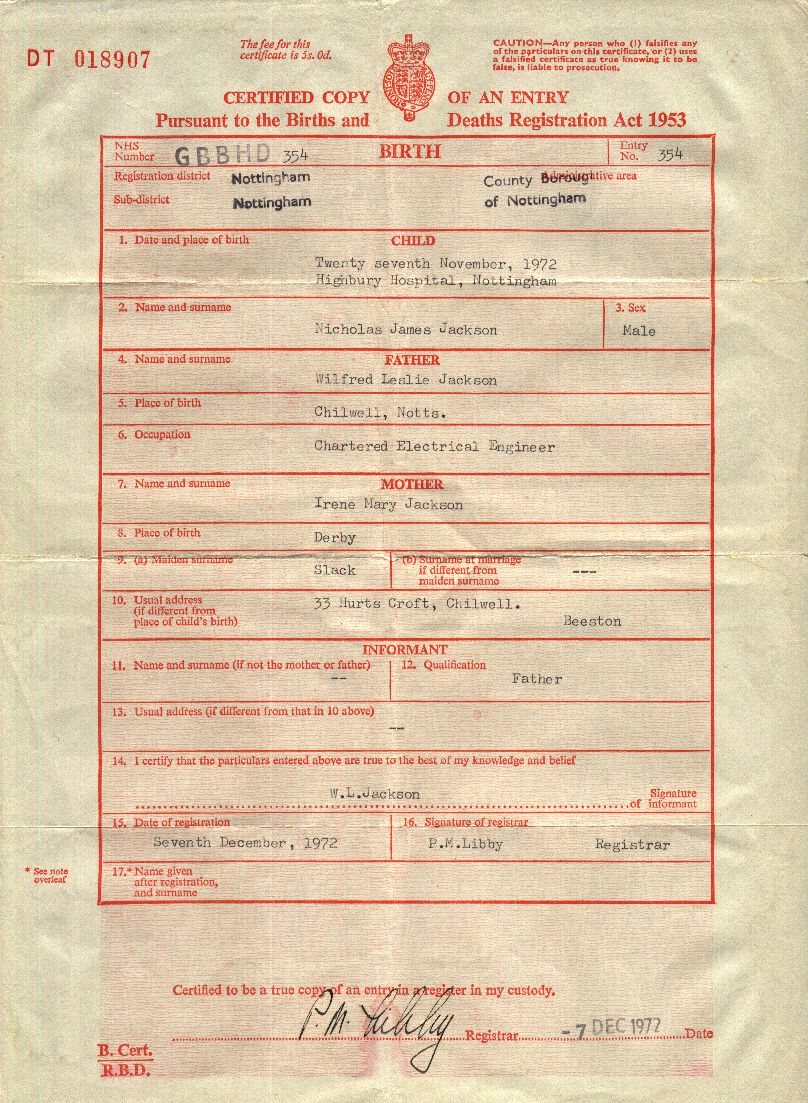 DT 018907
The fee for this
certificate is 5s. 0d.
CAUTION—Any person who (1) falsifies any
of the particulars on this certificate, or (2) uses
a falsified certificate as true knowing it to be
false, is liable to prosecution.
CERTIFIED COPY OF AN ENTRY
Pursuant to the Births and Deaths Registration Act 1953
NHS
Number GBBHD 354 BIRTH Entry
No. 354
Registration district Nottingham County Borough Administrative area
Sub-district Nottingham of Nottingham
1. Date and place of birth CHILD
Twenty seventh November, 1972
Highbury Hospital, Nottingham
2. Name and surname 3. Sex
Nicholas James Jackson Male
4. Name and surname FATHER
Wilfred Leslie Jackson
5. Place of birth
Chilwell, Notts.
6. Occupation
Chartered Electrical Engineer
7. Name and surname MOTHER
Irene Mary Jackson
8. Place of birth
Derby
9. (a) Maiden surname Slack (b) Surname at marriage
if different from
maiden surname ---
10. Usual address
(if different from
place of child's birth) 33 Hurts Croft, Chilwell.
Beeston
INFORMANT
11. Name and surname (if not the mother or father) 12. Qualification
-- Father
13. Usual address (if different from that in 10 above)
--
14. I certify that the particulars entered above are true to the best of my knowledge and belief
W.L.Jackson Signature
of informant
15. Date of registration 16. Signature of registrar
Seventh December, 1972 P.M.Libby Registrar
* See note
overleaf
17.* Name given
after registration,
and surname
Certified to be a true copy of an entry in a register in my custody.
P.M. Libby Registrar -7 DEC 1972 Date
B. Cert.
R.B.D.